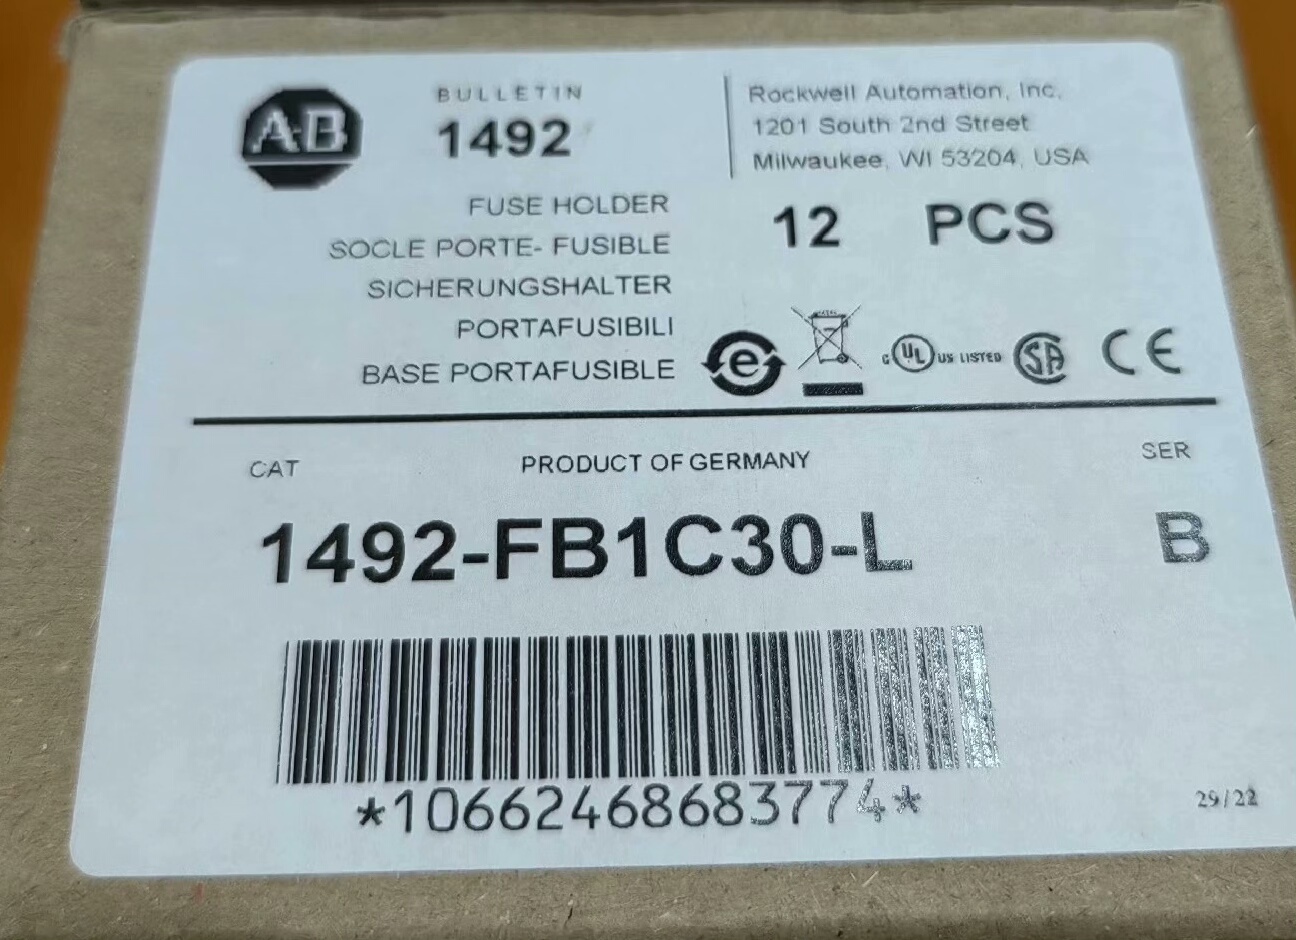 AB
BULLETIN
1492
Rockwell Automation, Inc.
1201 South 2nd Street
Milwaukee, WI 53204, USA
FUSE HOLDER
SOCLE PORTE- FUSIBLE
SICHERUNGSHALTER
PORTAFUSIBILI
BASE PORTAFUSIBLE
12 PCS
e
C UL US LISTED
SA
CE
CAT
PRODUCT OF GERMANY
SER
1492-FB1C30-L
B
*10662468683774*
29/22